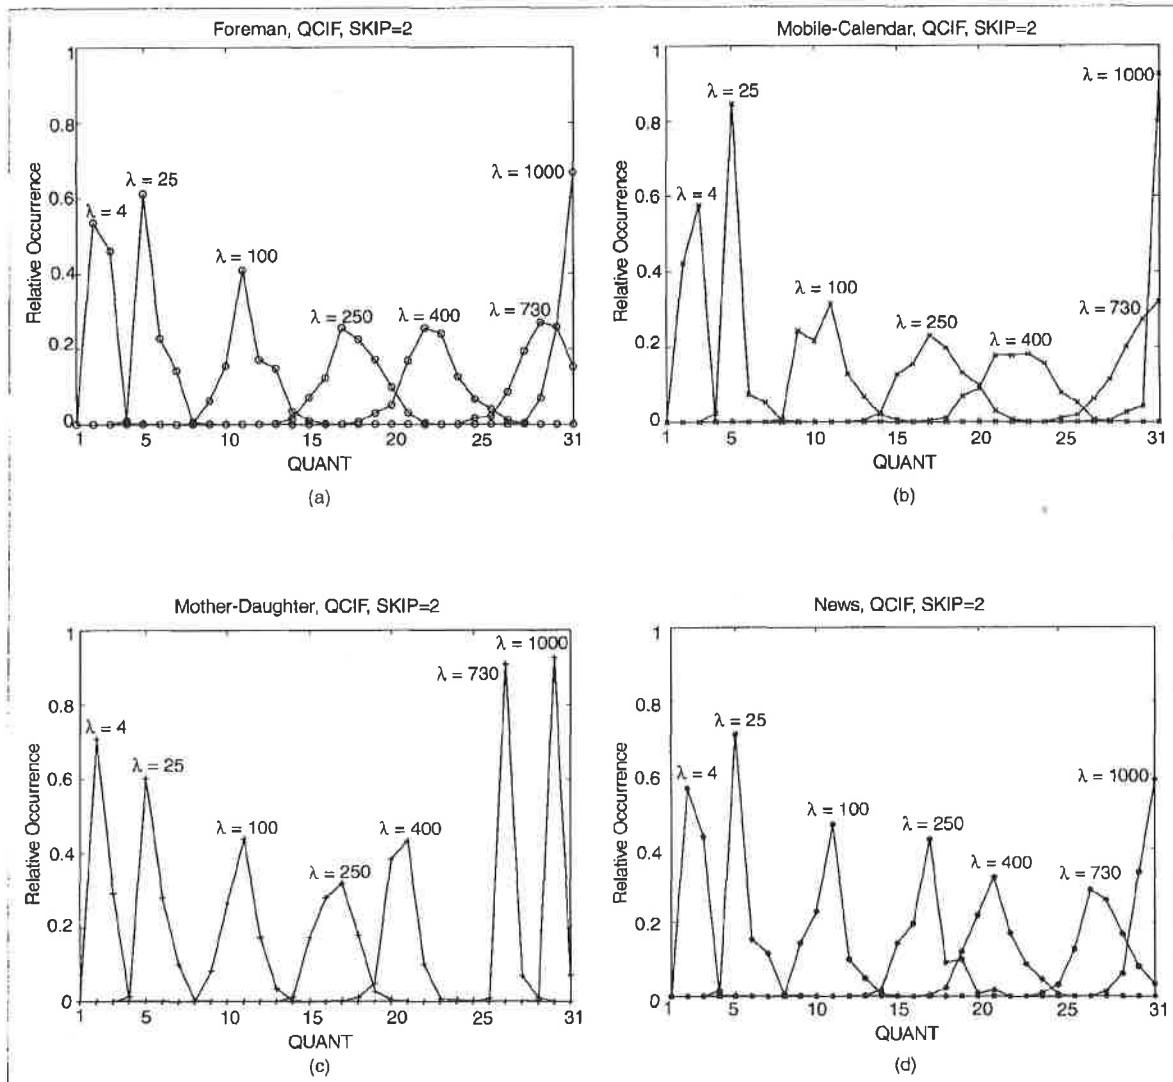 Foreman, QCIF, SKIP=2
1
0.8
0.6
0.4
0.2
0
Relative Occurrence
λ = 4
λ = 25
λ = 100
λ = 250
λ = 400
λ = 730
λ = 1000
1 5 10 15 20 25 31
QUANT
(a)
Mobile-Calendar, QCIF, SKIP=2
1
0.8
0.6
0.4
0.2
0
Relative Occurrence
λ = 4
λ = 25
λ = 100
λ = 250
λ = 400
λ = 730
λ = 1000
1 5 10 15 20 25 31
QUANT
(b)
Mother-Daughter, QCIF, SKIP=2
1
0.8
0.6
0.4
0.2
0
Relative Occurrence
λ = 4
λ = 25
λ = 100
λ = 250
λ = 400
λ = 730
λ = 1000
1 5 10 15 20 25 31
QUANT
(c)
News, QCIF, SKIP=2
1
0.8
0.6
0.4
0.2
0
Relative Occurrence
λ = 4
λ = 25
λ = 100
λ = 250
λ = 400
λ = 730
λ = 1000
1 5 10 15 20 25 31
QUANT
(d)